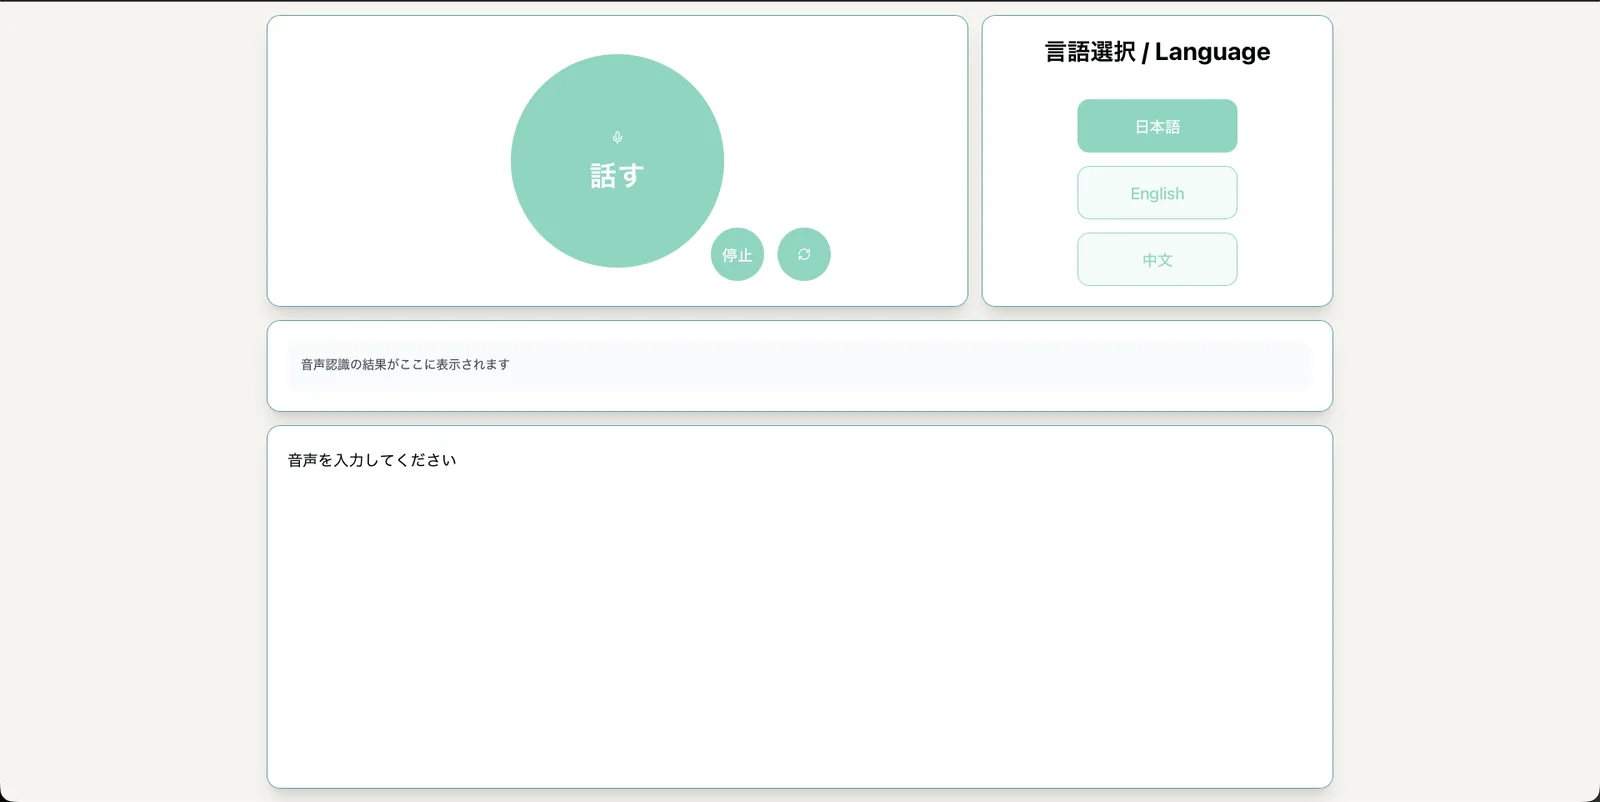 話す
停止
言語選択 / Language
日本語
English
中文
音声認識の結果がここに表示されます
音声を入力してください